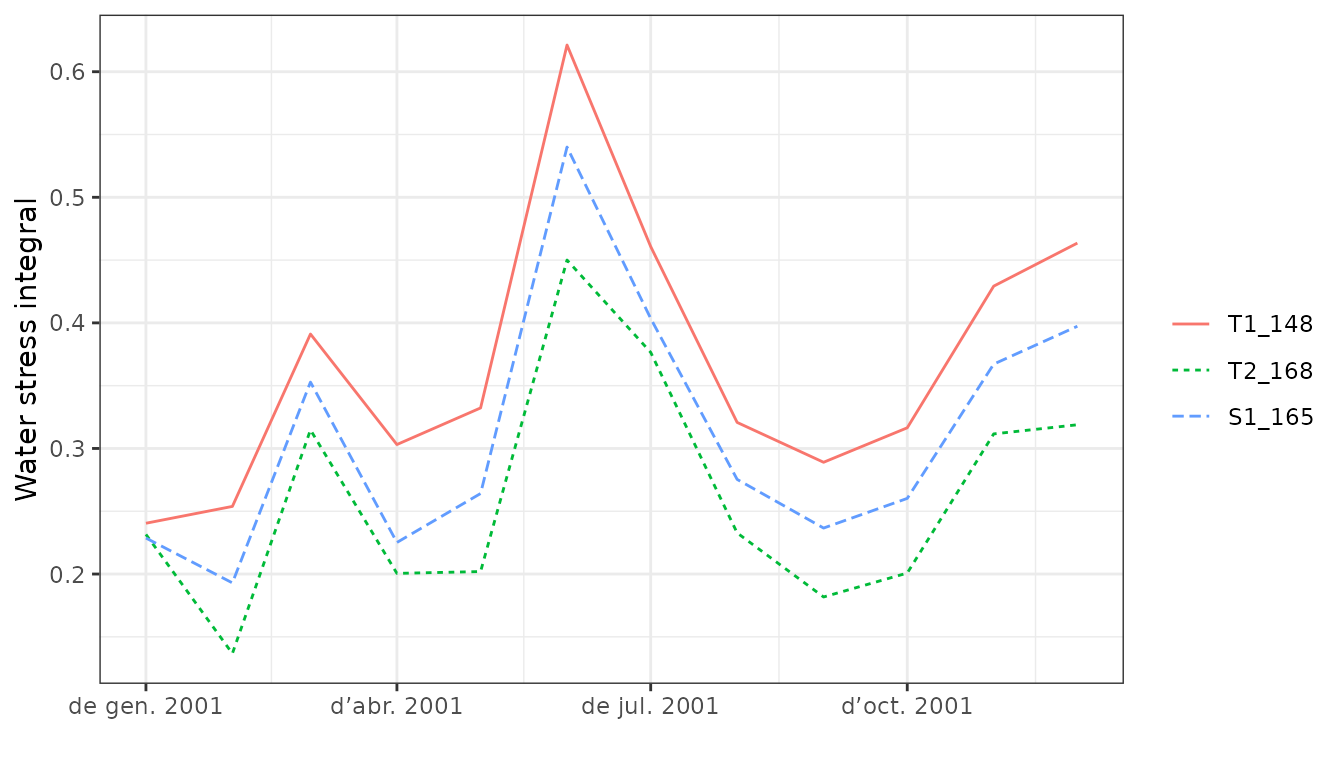 Water stress integral
0.6
0.5
0.4
0.3
0.2
de gen. 2001
d’abr. 2001
de jul. 2001
d’oct. 2001
T1_148
T2_168
S1_165